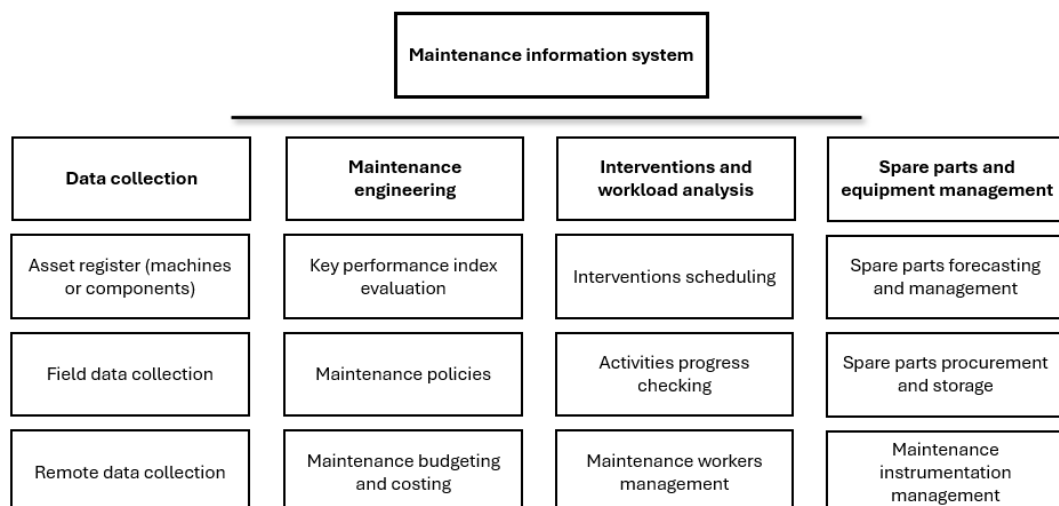 Maintenance information system
Data collection
Maintenance
engineering
Interventions and
workload analysis
Spare parts and
equipment management
Asset register (machines
or components)
Key performance index
evaluation
Interventions scheduling
Spare parts forecasting
and management
Field data collection
Maintenance policies
Activities progress
checking
Spare parts procurement
and storage
Remote data collection
Maintenance budgeting
and costing
Maintenance workers
management
Maintenance
instrumentation
management